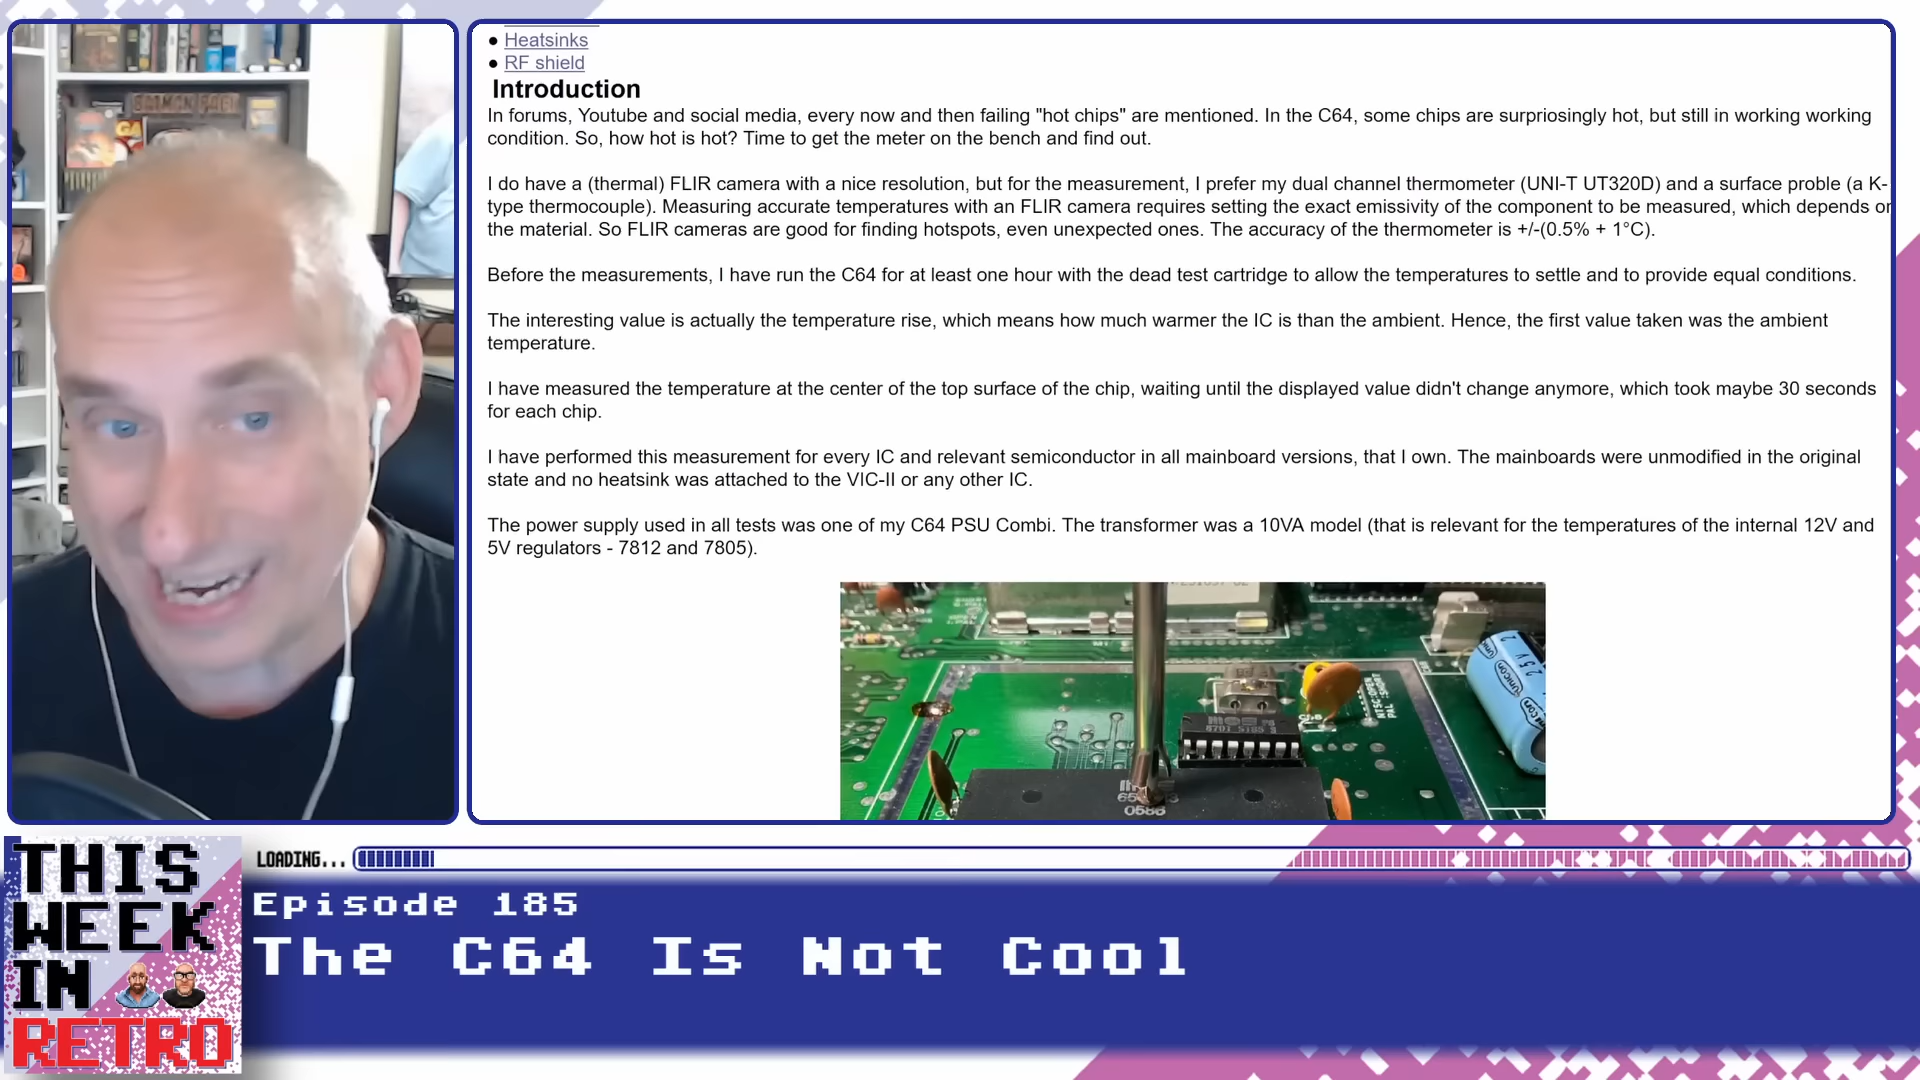 BATMAN RACE
● Heatsinks
● RF shield
Introduction
In forums, Youtube and social media, every now and then failing "hot chips" are mentioned. In the C64, some chips are surpriosingly hot, but still in working working
condition. So, how hot is hot? Time to get the meter on the bench and find out.
I do have a (thermal) FLIR camera with a nice resolution, but for the measurement, I prefer my dual channel thermometer (UNI-T UT320D) and a surface proble (a K-
type thermocouple). Measuring accurate temperatures with an FLIR camera requires setting the exact emissivity of the component to be measured, which depends on
the material. So FLIR cameras are good for finding hotspots, even unexpected ones. The accuracy of the thermometer is +/-(0.5% + 1°C).
Before the measurements, I have run the C64 for at least one hour with the dead test cartridge to allow the temperatures to settle and to provide equal conditions.
The interesting value is actually the temperature rise, which means how much warmer the IC is than the ambient. Hence, the first value taken was the ambient
temperature.
I have measured the temperature at the center of the top surface of the chip, waiting until the displayed value didn't change anymore, which took maybe 30 seconds
for each chip.
I have performed this measurement for every IC and relevant semiconductor in all mainboard versions, that I own. The mainboards were unmodified in the original
state and no heatsink was attached to the VIC-II or any other IC.
The power supply used in all tests was one of my C64 PSU Combi. The transformer was a 10VA model (that is relevant for the temperatures of the internal 12V and
5V regulators - 7812 and 7805).
NTSC:OPEN
PAL :SHORT
25V
unicon
mos
8701 5185
0586
LOADING...
THIS
WEEK
IN
RETRO
Episode 185
The C64 Is Not Cool